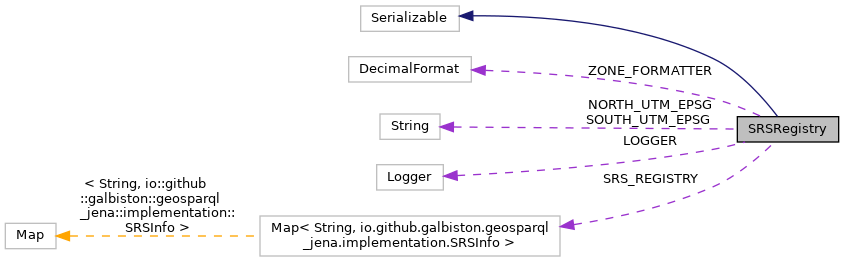 Serializable
DecimalFormat
ZONE_FORMATTER
NORTH_UTM_EPSG
SOUTH_UTM_EPSG
String
SRSRegistry
LOGGER
Logger
SRS_REGISTRY
< String, io::github
::galbiston::geosparql
_jena::implementation::
SRSInfo >
Map
Map< String, io.github.galbiston.geosparql
_jena.implementation.SRSInfo >